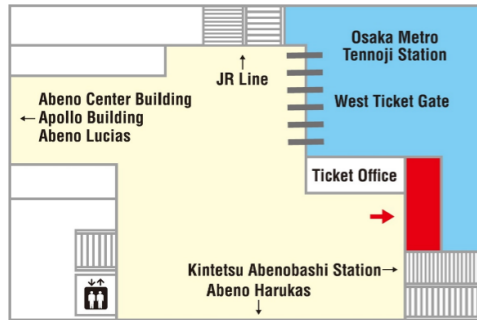 Osaka Metro
Tennoji Station
↑
JR Line
Abeno Center Building
← Apollo Building
Abeno Lucias
West Ticket Gate
Ticket Office
Kintetsu Abenobashi Station →
Abeno Harukas
↓